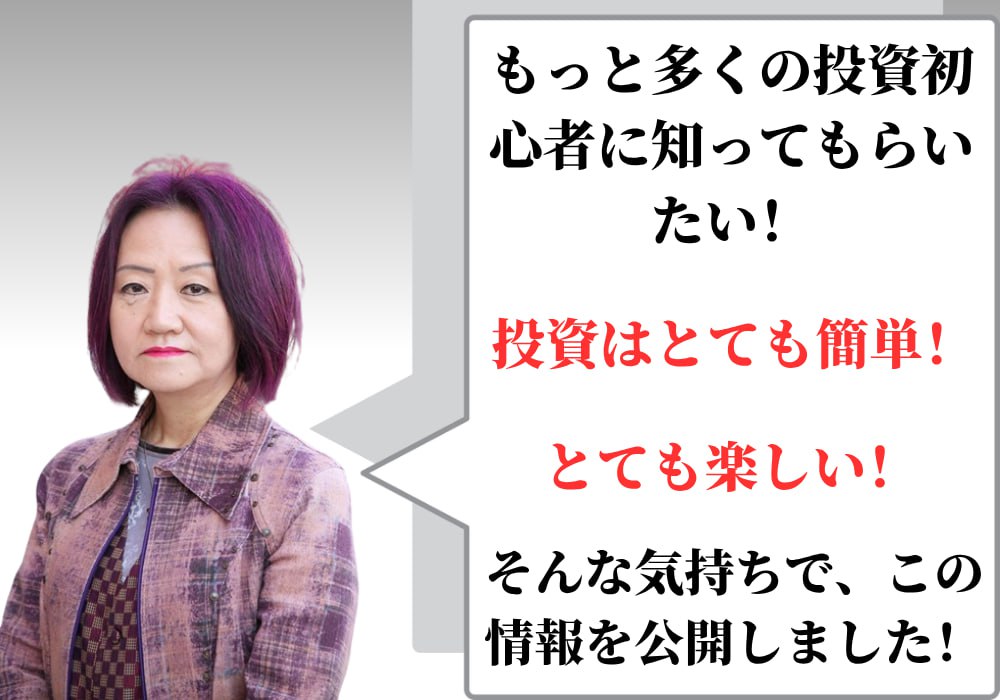 もっと多くの投資初
心者に知ってもらい
たい!
投資はとても簡単!
とても楽しい!
そんな気持ちで、この
情報を公開しました!